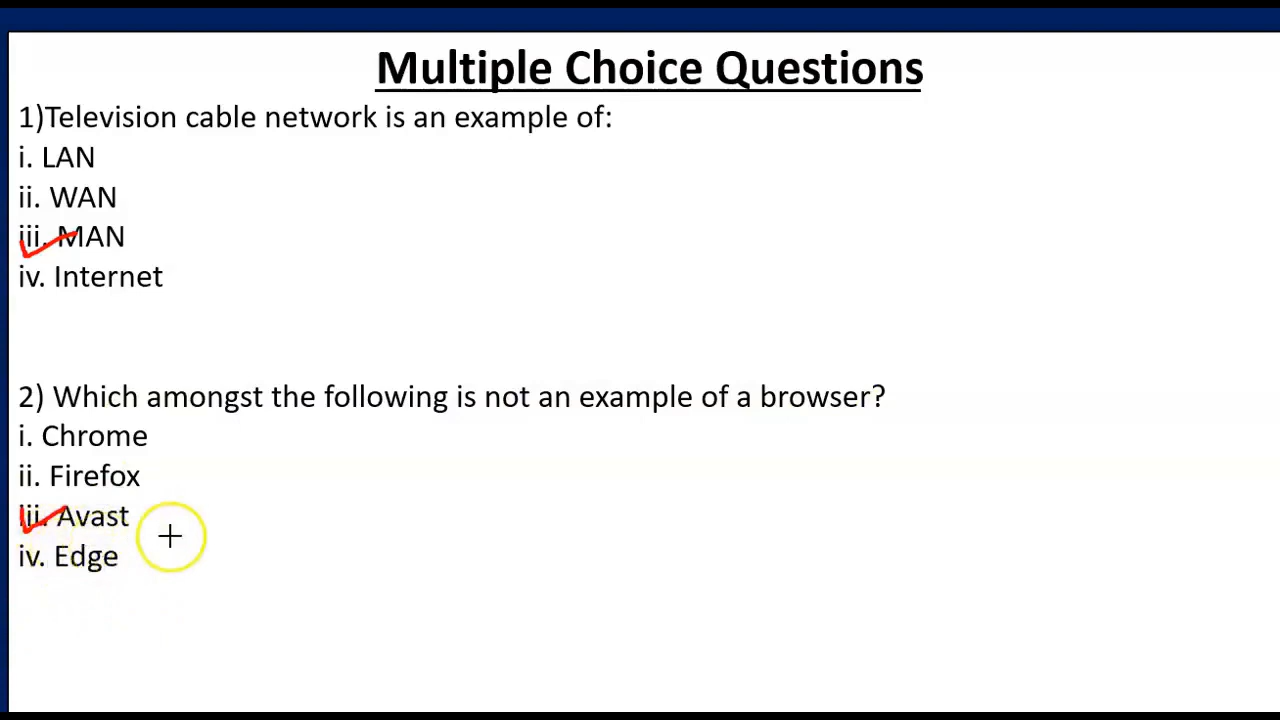 Multiple Choice Questions
1)Television cable network is an example of:
i. LAN
ii. WAN
iii. MAN
iv. Internet
2) Which amongst the following is not an example of a browser?
i. Chrome
ii. Firefox
iii. Avast
iv. Edge